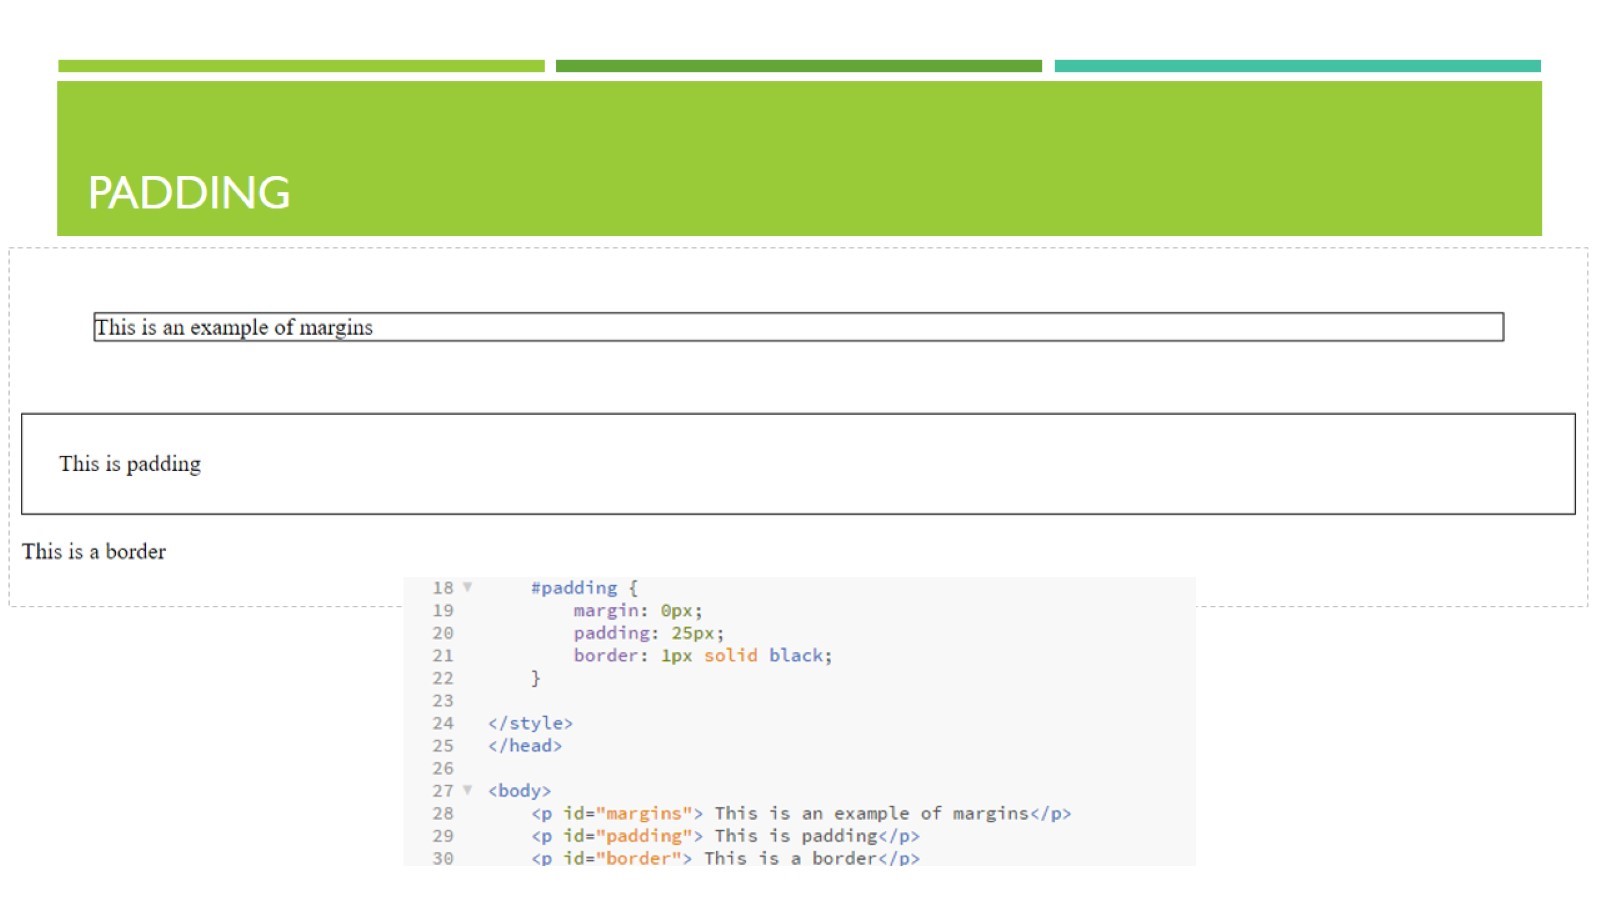 PADDING
This is an example of margins
This is padding
This is a border
18 #padding {
19 margin: 0px;
20 padding: 25px;
21 border: 1px solid black;
22 }
23
24 </style>
25 </head>
26
27 <body>
28 <p id="margins"> This is an example of margins</p>
29 <p id="padding"> This is padding</p>
30 <p id="border"> This is a border</p>